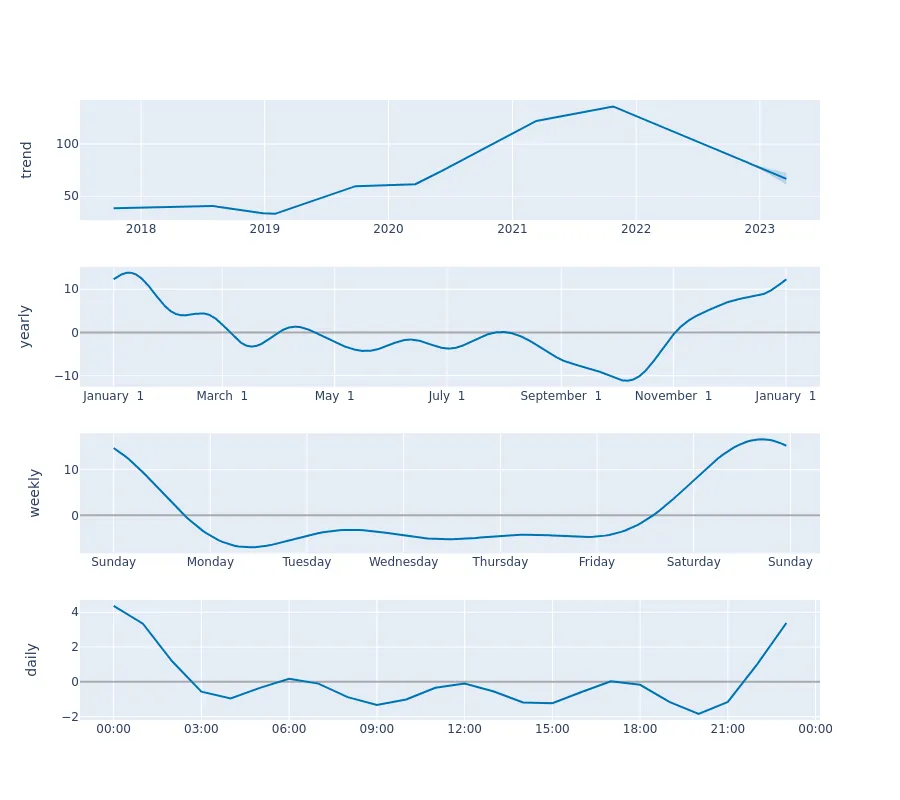 trend
100
50
2018 2019 2020 2021 2022 2023
yearly
10
0
−10
January 1 March 1 May 1 July 1 September 1 November 1 January 1
weekly
10
0
Sunday Monday Tuesday Wednesday Thursday Friday Saturday Sunday
daily
4
2
0
−2
00:00 03:00 06:00 09:00 12:00 15:00 18:00 21:00 00:00